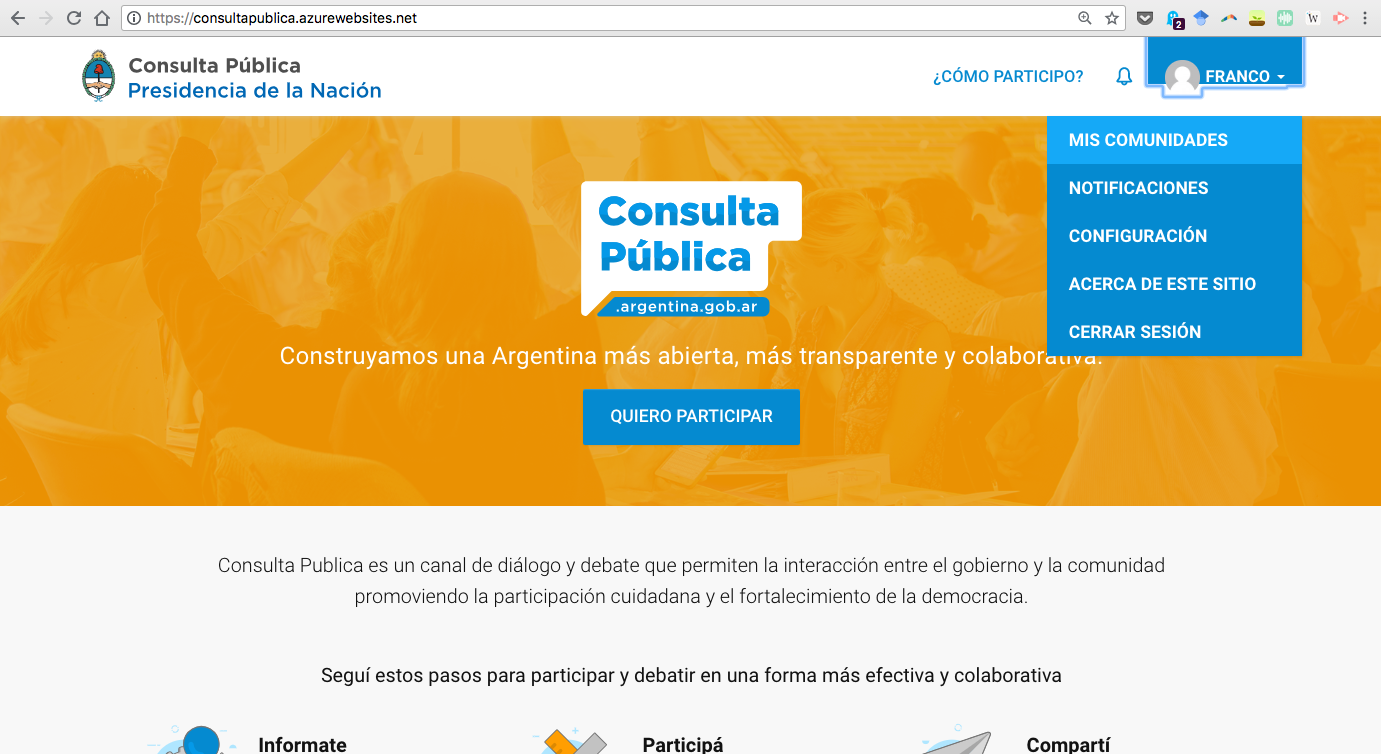 https://consultapublica.azurewebsites.net
2
W
Consulta Pública
Presidencia de la Nación
¿CÓMO PARTICIPO?
FRANCO
MIS COMUNIDADES
NOTIFICACIONES
CONFIGURACIÓN
ACERCA DE ESTE SITIO
CERRAR SESIÓN
Consulta
Pública
.argentina.gob.ar
Construyamos una Argentina más abierta, más transparente y colaborativa.
QUIERO PARTICIPAR
Consulta Publica es un canal de diálogo y debate que permiten la interacción entre el gobierno y la comunidad
promoviendo la participación cuidadana y el fortalecimiento de la democracia.
Seguí estos pasos para participar y debatir en una forma más efectiva y colaborativa
Informate
Participá
Compartí